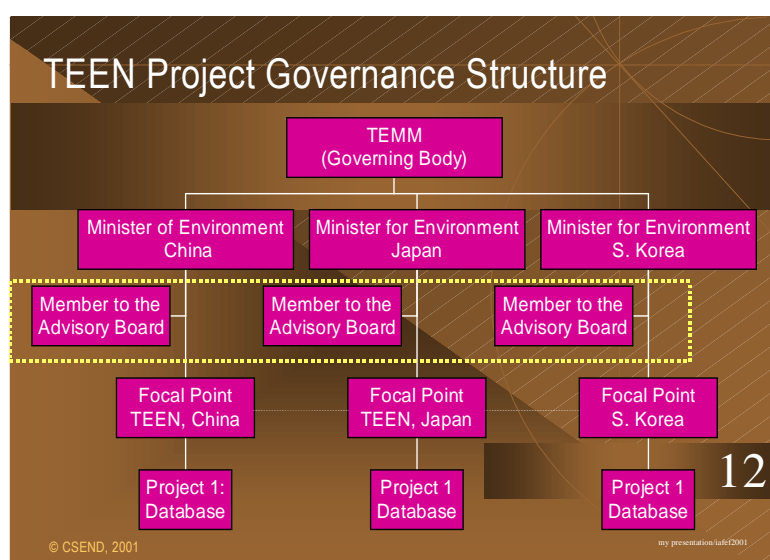 TEEN Project Governance Structure
TEMM
(Governing Body)
Minister of Environment
China
Minister for Environment
Japan
Minister for Environment
S. Korea
Member to the
Advisory Board
Member to the
Advisory Board
Member to the
Advisory Board
Focal Point
TEEN, China
Focal Point
TEEN, Japan
Focal Point
S. Korea
Project 1:
Database
Project 1
Database
Project 1
Database
12
© CSEND, 2001
my presentation/iafef2001